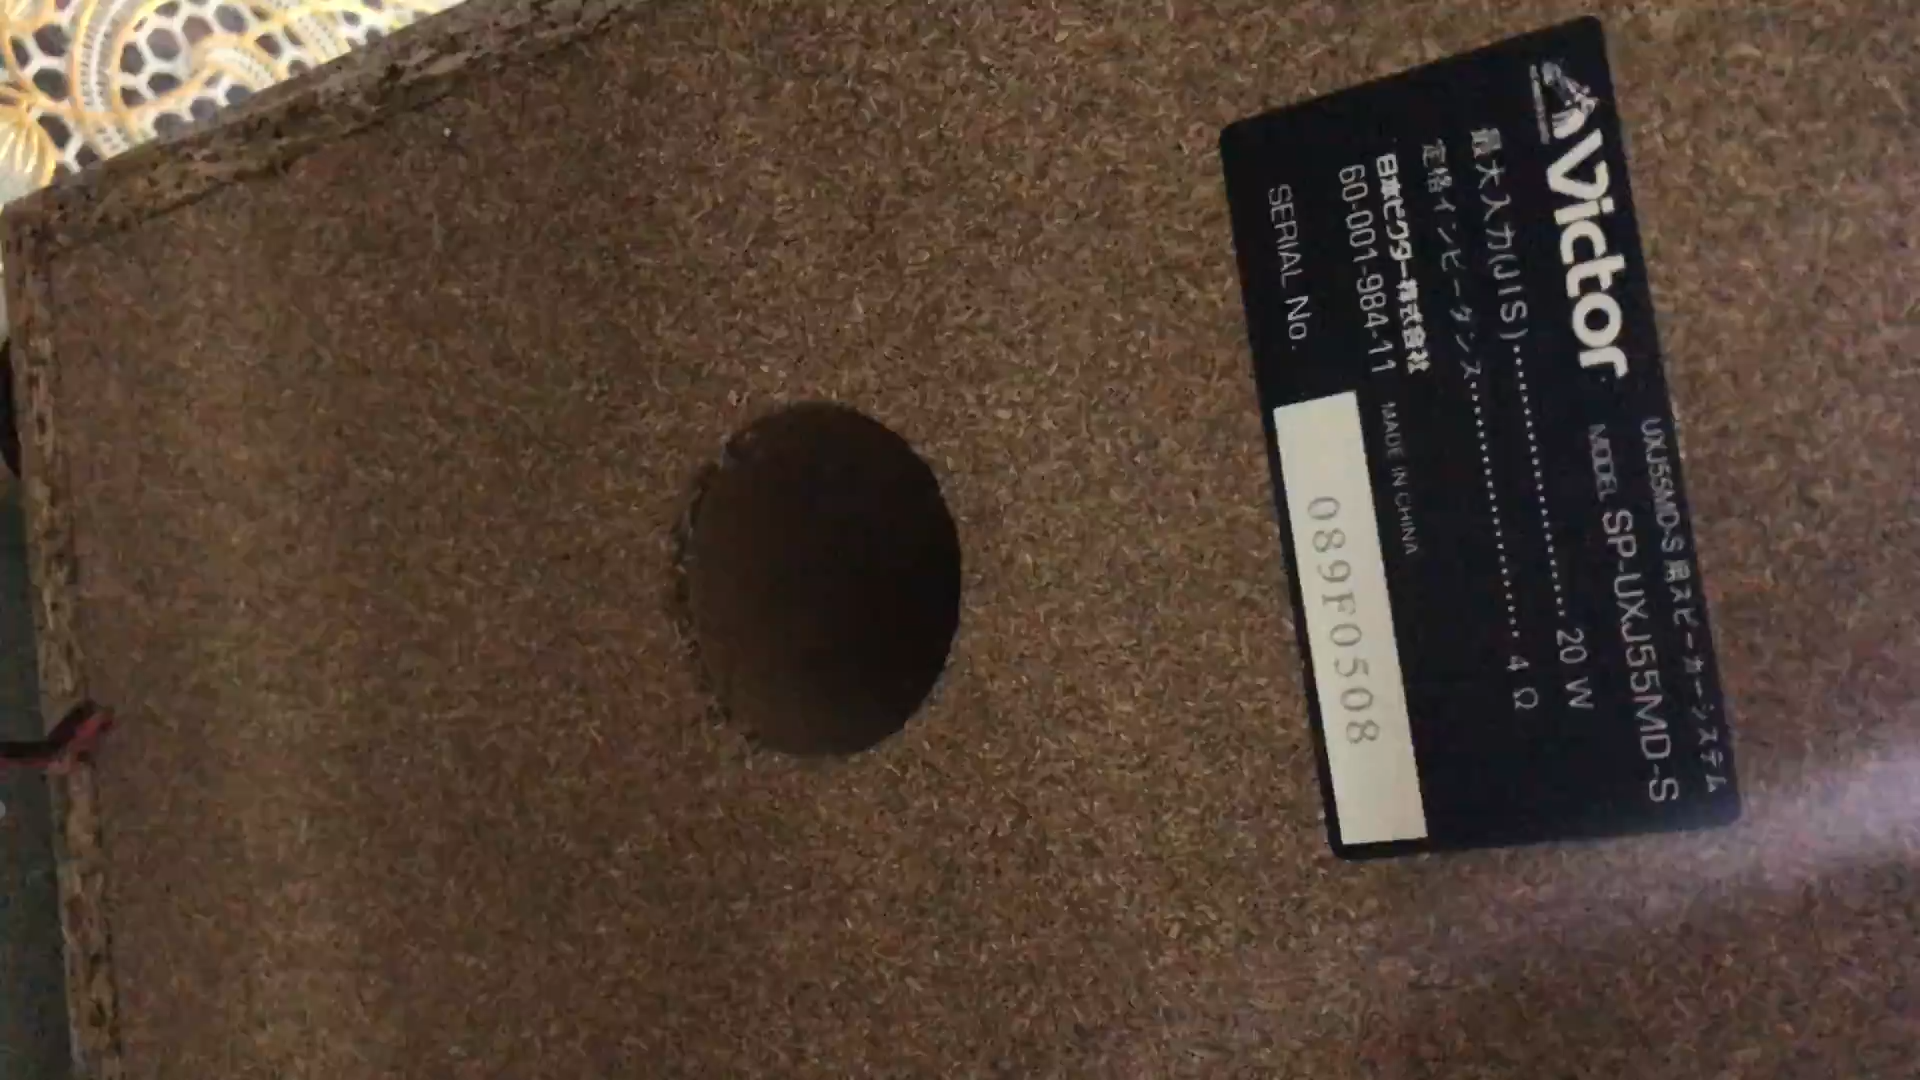 UXJ55MD-S用スピーカーシステム
Victor MODEL SP-UXJ55MD-S
最大入力(JIS)................ 20 W
定格インピーダンス................ 4 Ω
日本ビクター株式会社
60-001-984-11 MADE IN CHINA
SERIAL No. 089F0508